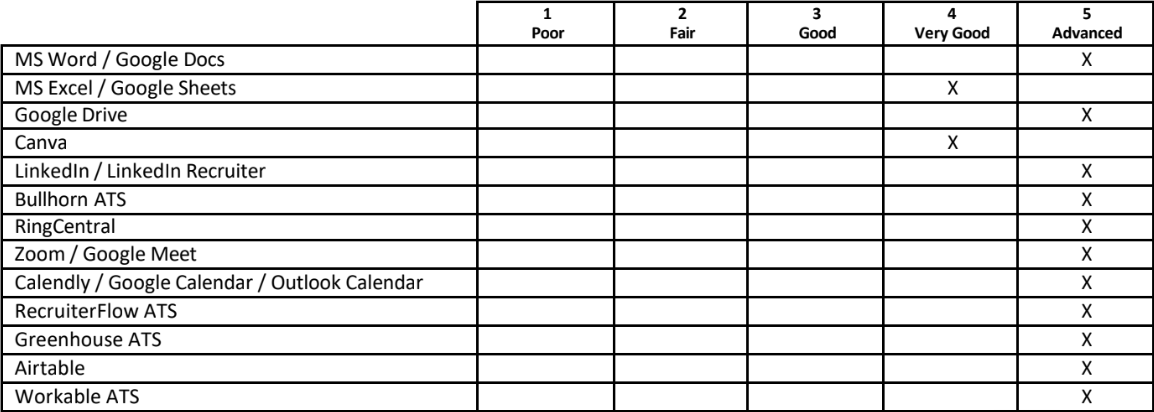 1 2 3 4 5
Poor Fair Good Very Good Advanced
MS Word / Google Docs X
MS Excel / Google Sheets X
Google Drive X
Canva X
LinkedIn / LinkedIn Recruiter X
Bullhorn ATS X
RingCentral X
Zoom / Google Meet X
Calendly / Google Calendar / Outlook Calendar X
RecruiterFlow ATS X
Greenhouse ATS X
Airtable X
Workable ATS X